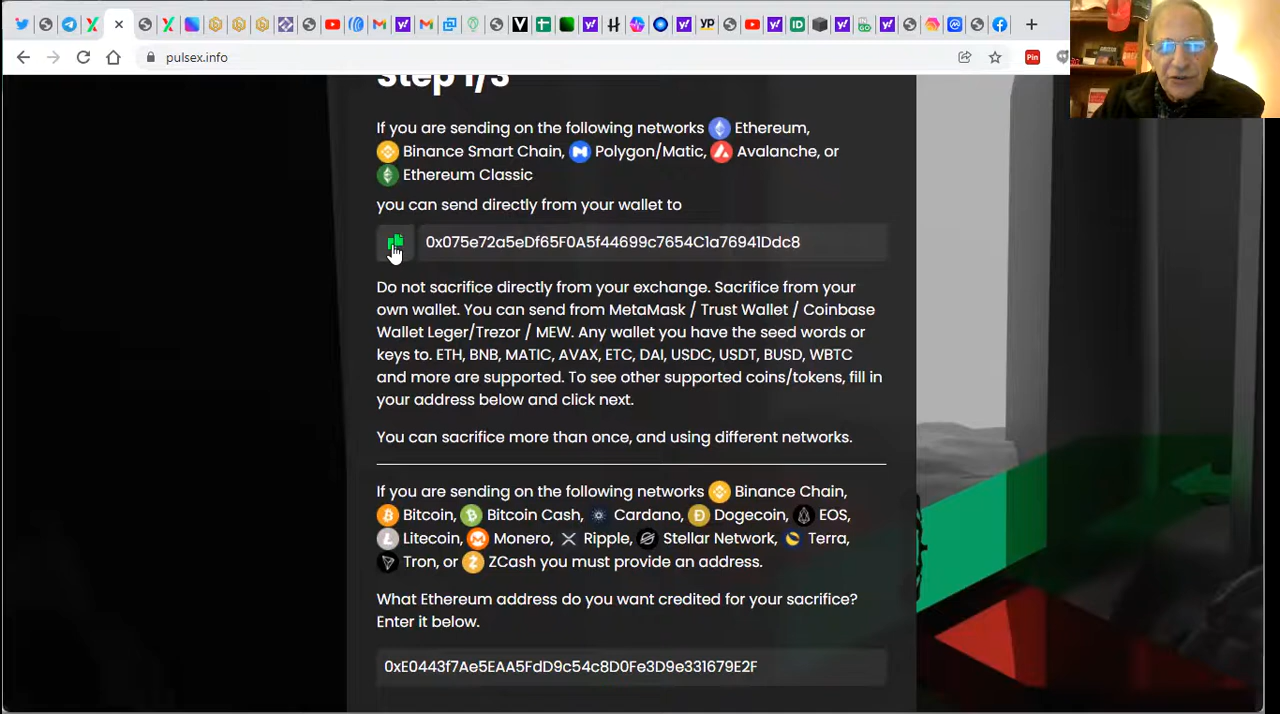 pulsex.info
Pin
Step 1/3
If you are sending on the following networks Ethereum,
Binance Smart Chain, Polygon/Matic, Avalanche, or
Ethereum Classic
you can send directly from your wallet to
0x075e72a5eDf65F0A5f44699c7654C1a76941Ddc8
Do not sacrifice directly from your exchange. Sacrifice from your
own wallet. You can send from MetaMask / Trust Wallet / Coinbase
Wallet Leger/Trezor / MEW. Any wallet you have the seed words or
keys to. ETH, BNB, MATIC, AVAX, ETC, DAI, USDC, USDT, BUSD, WBTC
and more are supported. To see other supported coins/tokens, fill in
your address below and click next.
You can sacrifice more than once, and using different networks.
If you are sending on the following networks Binance Chain,
Bitcoin, Bitcoin Cash, Cardano, Dogecoin, EOS,
Litecoin, Monero, Ripple, Stellar Network, Terra,
Tron, or ZCash you must provide an address.
What Ethereum address do you want credited for your sacrifice?
Enter it below.
0xE0443f7Ae5EAA5FdD9c54c8D0Fe3D9e331679E2F